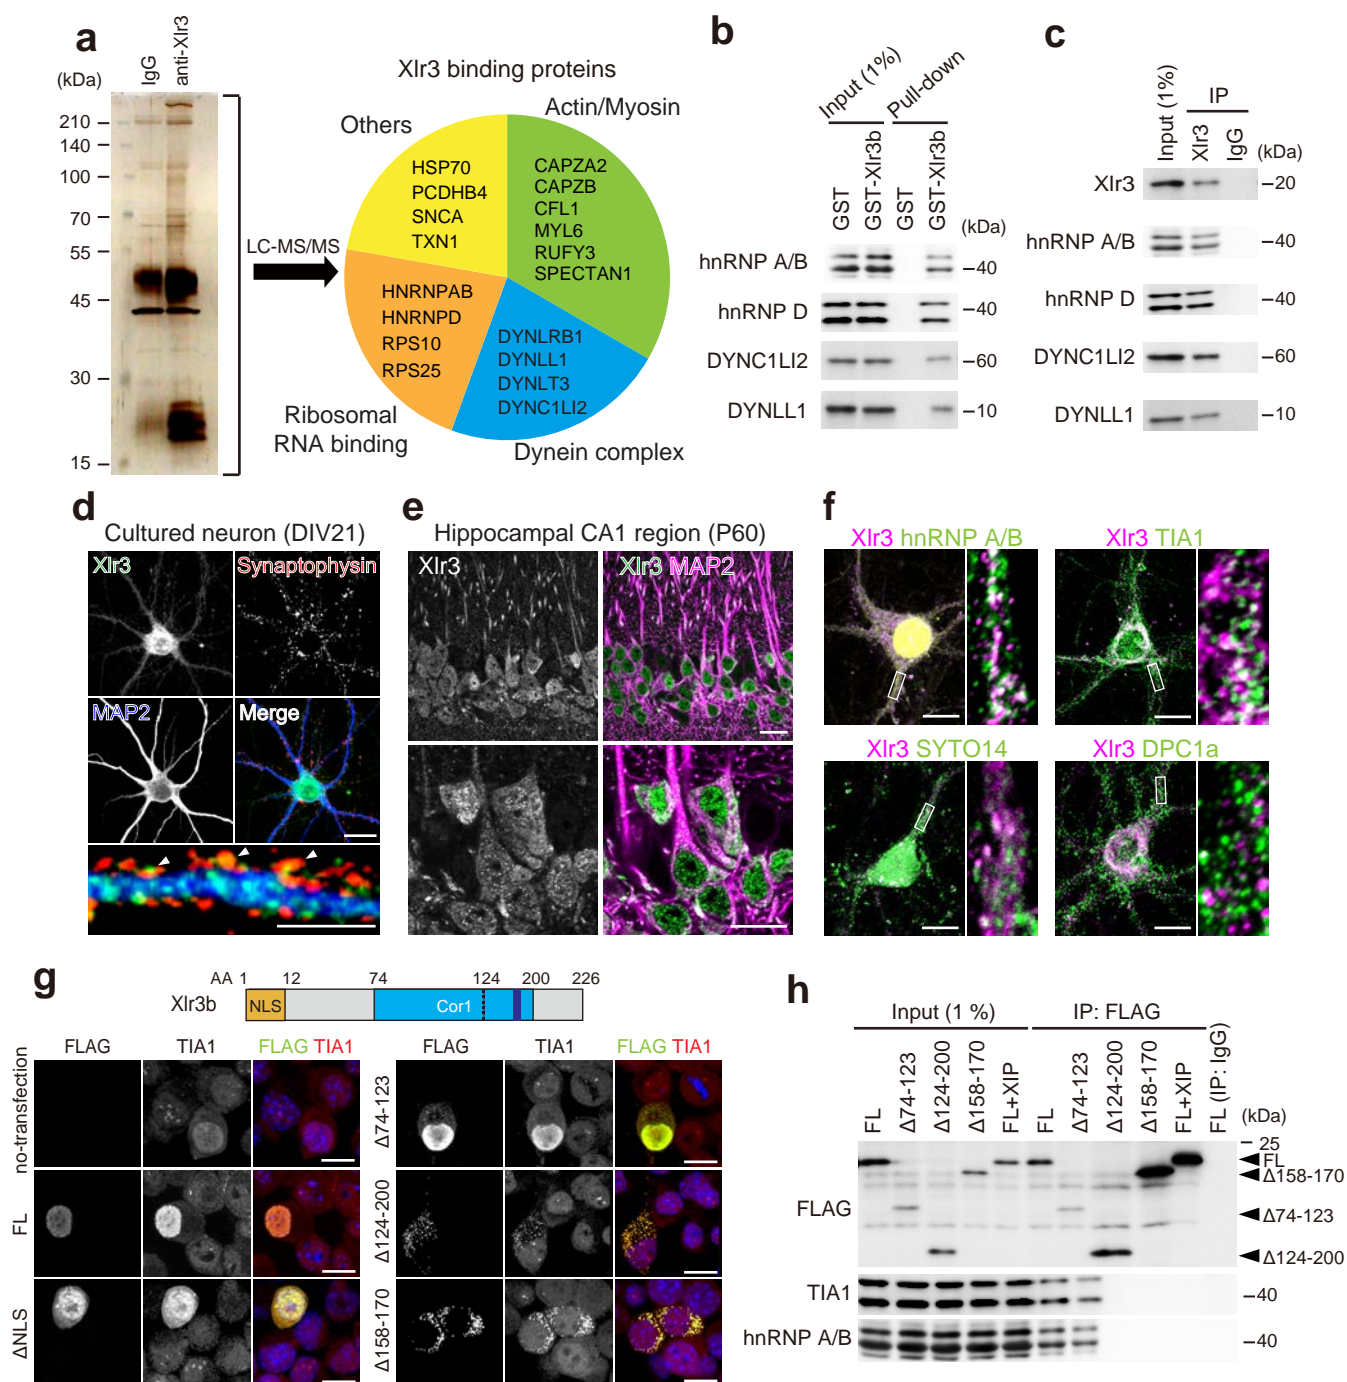 a
(kDa)
IgG
anti-Xlr3
210
140
100
70
55
45
30
15
LC-MS/MS
Xlr3 binding proteins
Others
Actin/Myosin
HSP70
PCDHB4
SNCA
TXN1
CAPZA2
CAPZB
CFL1
MYL6
RUFY3
SPECTAN1
HNRNPAB
HNRNPD
RPS10
RPS25
DYNLRB1
DYNLL1
DYNLT3
DYNC1LI2
Ribosomal
RNA binding
Dynein complex
b
Input (1%)
Pull-down
GST
GST-Xlr3b
GST
GST-Xlr3b
(kDa)
hnRNP A/B
40
hnRNP D
40
DYNC1LI2
60
DYNLL1
10
c
Input (1%)
IP
Xlr3
IgG
(kDa)
Xlr3
20
hnRNP A/B
40
hnRNP D
40
DYNC1LI2
60
DYNLL1
10
d
Cultured neuron (DIV21)
Xlr3
Synaptophysin
MAP2
Merge
e
Hippocampal CA1 region (P60)
Xlr3
Xlr3 MAP2
f
Xlr3 hnRNP A/B
Xlr3 TIA1
Xlr3 SYTO14
Xlr3 DPC1a
g
AA 1 12 74 124 200 226
Xlr3b
NLS
Cor1
FLAG TIA1 FLAG TIA1
FLAG TIA1 FLAG TIA1
no-transfection
FL
ΔNLS
Δ74-123
Δ124-200
Δ158-170
h
Input (1 %)
IP: FLAG
FL
Δ74-123
Δ124-200
Δ158-170
FL+XIP
FL
Δ74-123
Δ124-200
Δ158-170
FL+XIP
FL (IP: IgG)
(kDa)
25
FL
Δ158-170
Δ74-123
Δ124-200
FLAG
TIA1
40
hnRNP A/B
40